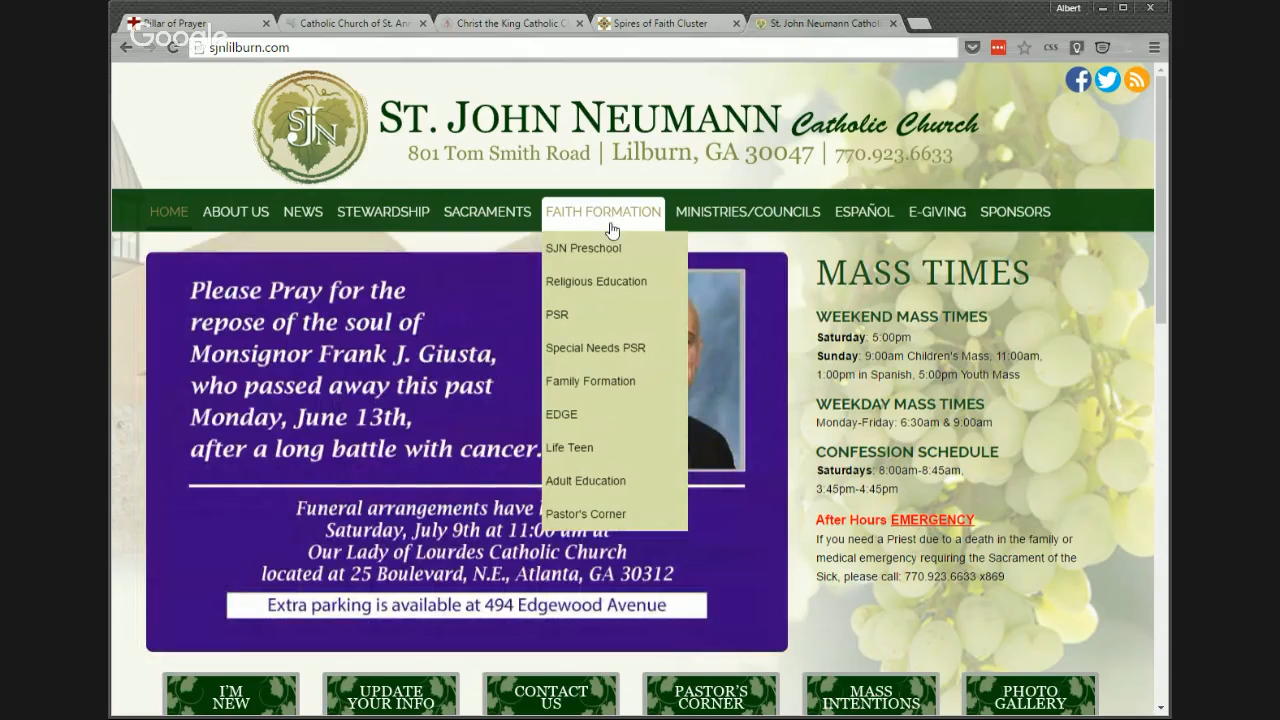 Albert
Pillar of Prayer
Catholic Church of St. Ann
Christ the King Catholic C
Spires of Faith Cluster
St. John Neumann Catholi
Google
sjnlilburn.com
CSS
SJN
ST. JOHN NEUMANN Catholic Church
801 Tom Smith Road | Lilburn, GA 30047 | 770.923.6633
HOME ABOUT US NEWS STEWARDSHIP SACRAMENTS FAITH FORMATION MINISTRIES/COUNCILS ESPAÑOL E-GIVING SPONSORS
SJN Preschool
Religious Education
PSR
Special Needs PSR
Family Formation
EDGE
Life Teen
Adult Education
Pastor's Corner
Please Pray for the
repose of the soul of
Monsignor Frank J. Giusta,
who passed away this past
Monday, June 13th,
after a long battle with cancer.
Funeral arrangements have
Saturday, July 9th at 11:00 am at
Our Lady of Lourdes Catholic Church
located at 25 Boulevard, N.E., Atlanta, GA 30312
Extra parking is available at 494 Edgewood Avenue
MASS TIMES
WEEKEND MASS TIMES
Saturday: 5:00pm
Sunday: 9:00am Children's Mass, 11:00am,
1:00pm in Spanish, 5:00pm Youth Mass
WEEKDAY MASS TIMES
Monday-Friday: 6:30am & 9:00am
CONFESSION SCHEDULE
Saturdays: 8:00am-8:45am,
3:45pm-4:45pm
After Hours EMERGENCY
If you need a Priest due to a death in the family or
medical emergency requiring the Sacrament of the
Sick, please call: 770.923.6633 x869
I'M
NEW
UPDATE
YOUR INFO
CONTACT
US
PASTOR'S
CORNER
MASS
INTENTIONS
PHOTO
GALLERY